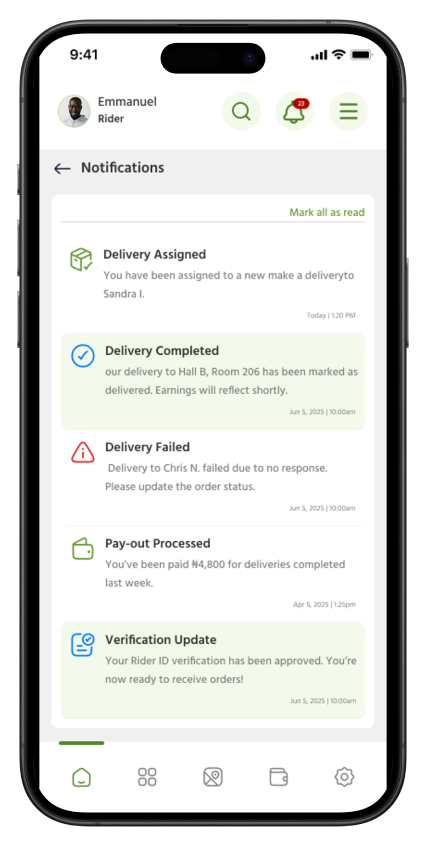 9:41
Emmanuel
Rider
23
Notifications
Mark all as read
Delivery Assigned
You have been assigned to a new make a deliveryto
Sandra I.
Today | 1:20 PM
Delivery Completed
our delivery to Hall B, Room 206 has been marked as
delivered. Earnings will reflect shortly.
Jun 5, 2025 | 10:00am
Delivery Failed
Delivery to Chris N. failed due to no response.
Please update the order status.
Jun 5, 2025 | 10:00am
Pay-out Processed
You've been paid ₦4,800 for deliveries completed
last week.
Apr 5, 2025 | 1:25pm
Verification Update
Your Rider ID verification has been approved. You're
now ready to receive orders!
Jun 5, 2025 | 10:00am